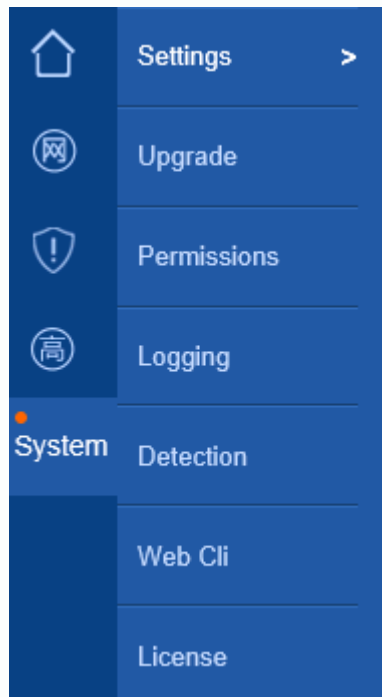 Settings >
网
Upgrade
Permissions
高
Logging
System
Detection
Web Cli
License